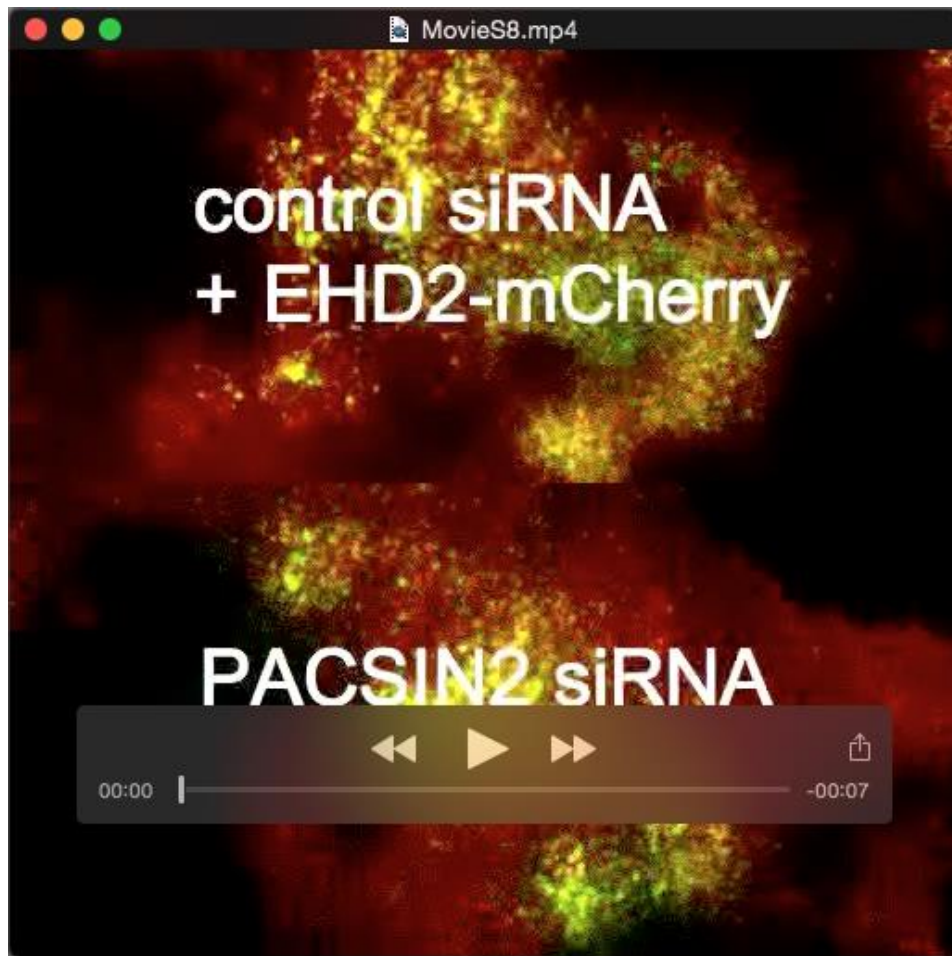 MovieS8.mp4
control siRNA
+ EHD2-mCherry
PACSIN2 siRNA
00:00 -00:07